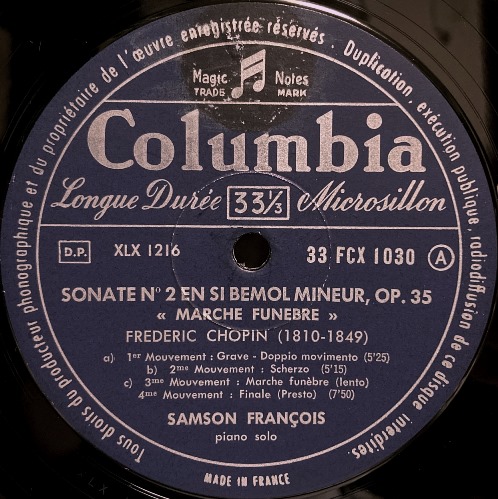 Tous droits du producteur phonographique et du propriétaire de l'œuvre enregistrée réservés. Duplication, exécution publique, radiodiffusion de ce disque interdites.
Magic Notes
TRADE MARK
Columbia
Longue Durée 33 1/3 Microsillon
D.P. XLX 1216 33 FCX 1030 A
SONATE Nº 2 EN SI BEMOL MINEUR, OP. 35
« MARCHE FUNEBRE »
FREDERIC CHOPIN (1810-1849)
a) 1er Mouvement : Grave - Doppio movimento (5'25)
b) 2me Mouvement : Scherzo (5'15)
c) 3me Mouvement : Marche funèbre (lento)
4me Mouvement : Finale (Presto) (7'50)
SAMSON FRANÇOIS
piano solo
MADE IN FRANCE